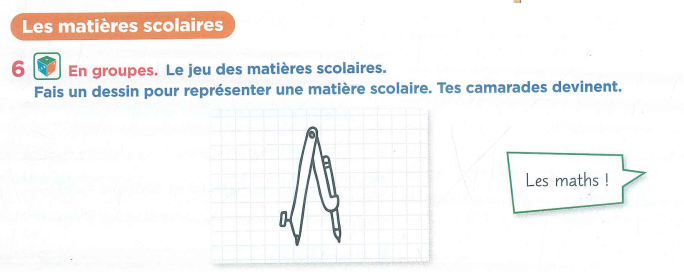 Les matières scolaires
6 En groupes. Le jeu des matières scolaires.
Fais un dessin pour représenter une matière scolaire. Tes camarades devinent.
Les maths !